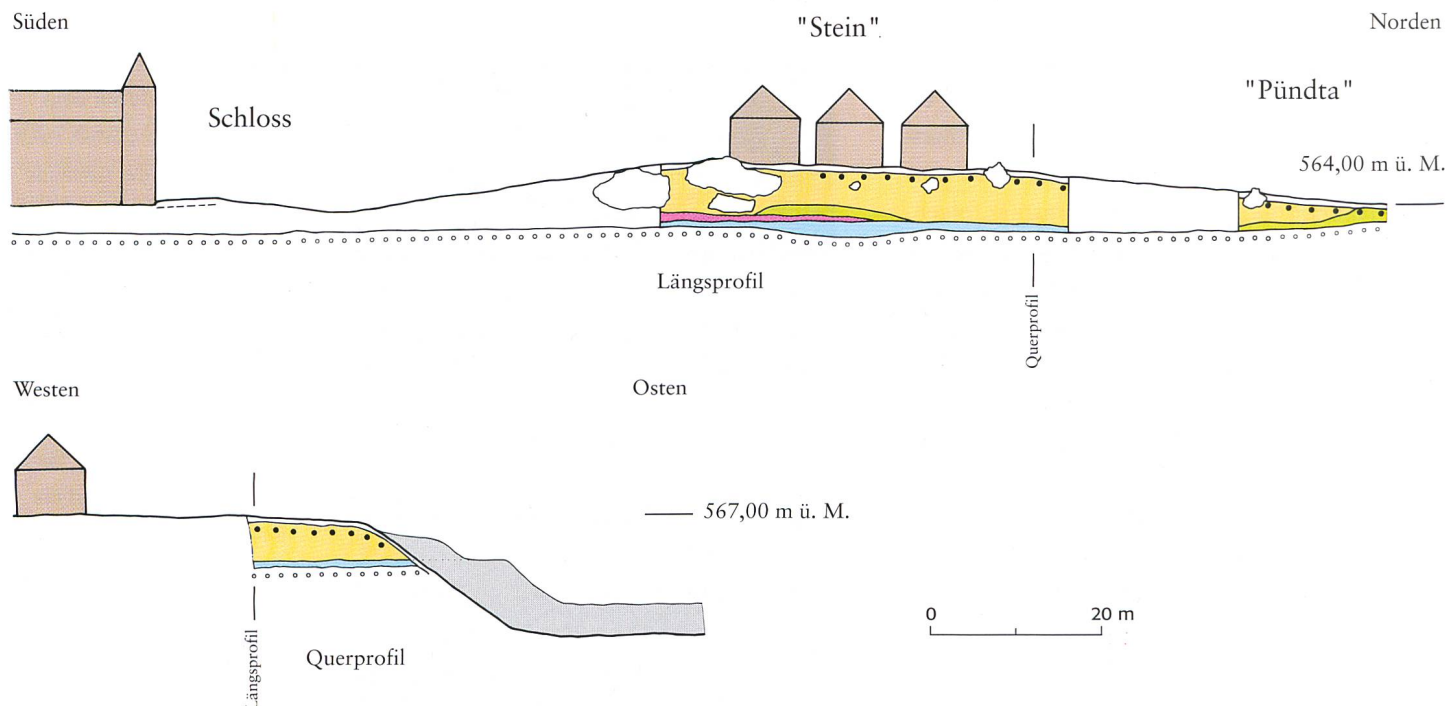 Süden
"Stein".
Norden
"Pündta"
Schloss
564,00 m ü. M.
Längsprofil
Querprofil
Westen
Osten
567,00 m ü. M.
0 20 m
Längsprofil
Querprofil